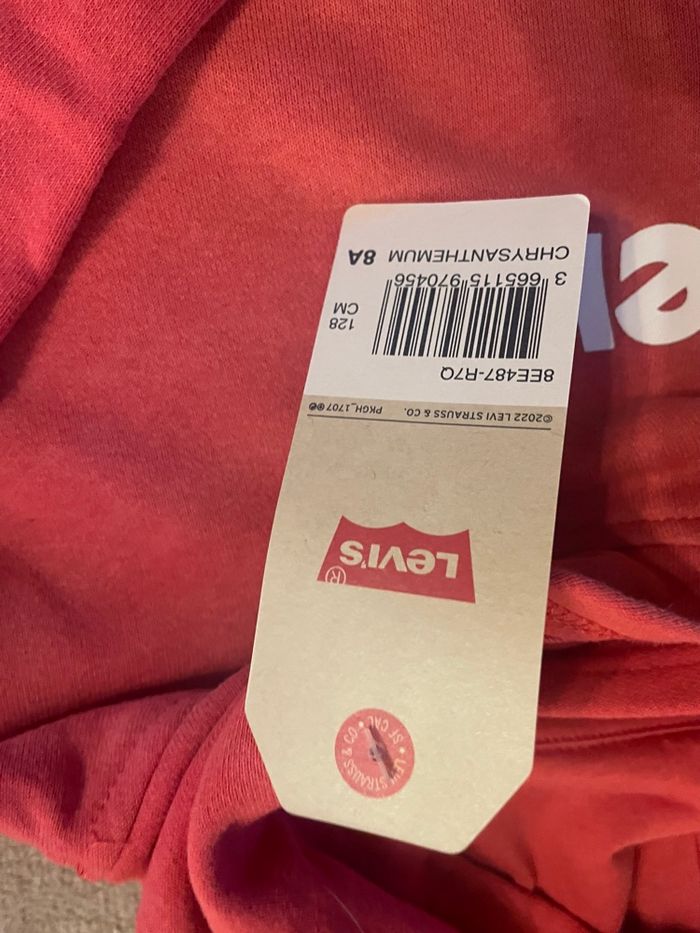 LEVI STRAUSS & CO
SF CAL
LEVI'S®
©2022 LEVI STRAUSS & CO. PKGH_1707
8EE487-R7Q
128
CM
3 665115 970456
CHRYSANTHEMUM 8A